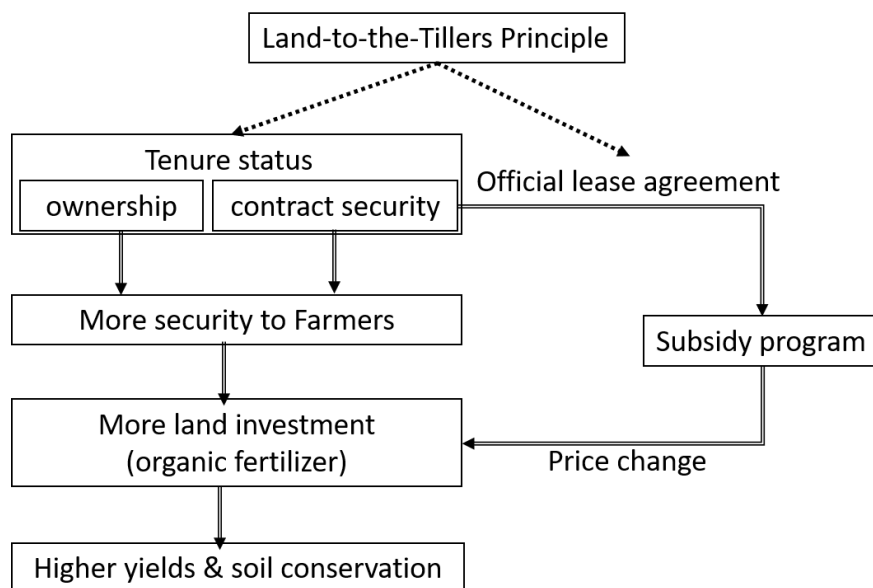 Land-to-the-Tillers Principle
Tenure status
ownership
contract security
Official lease agreement
More security to Farmers
Subsidy program
More land investment
(organic fertilizer)
Price change
Higher yields & soil conservation